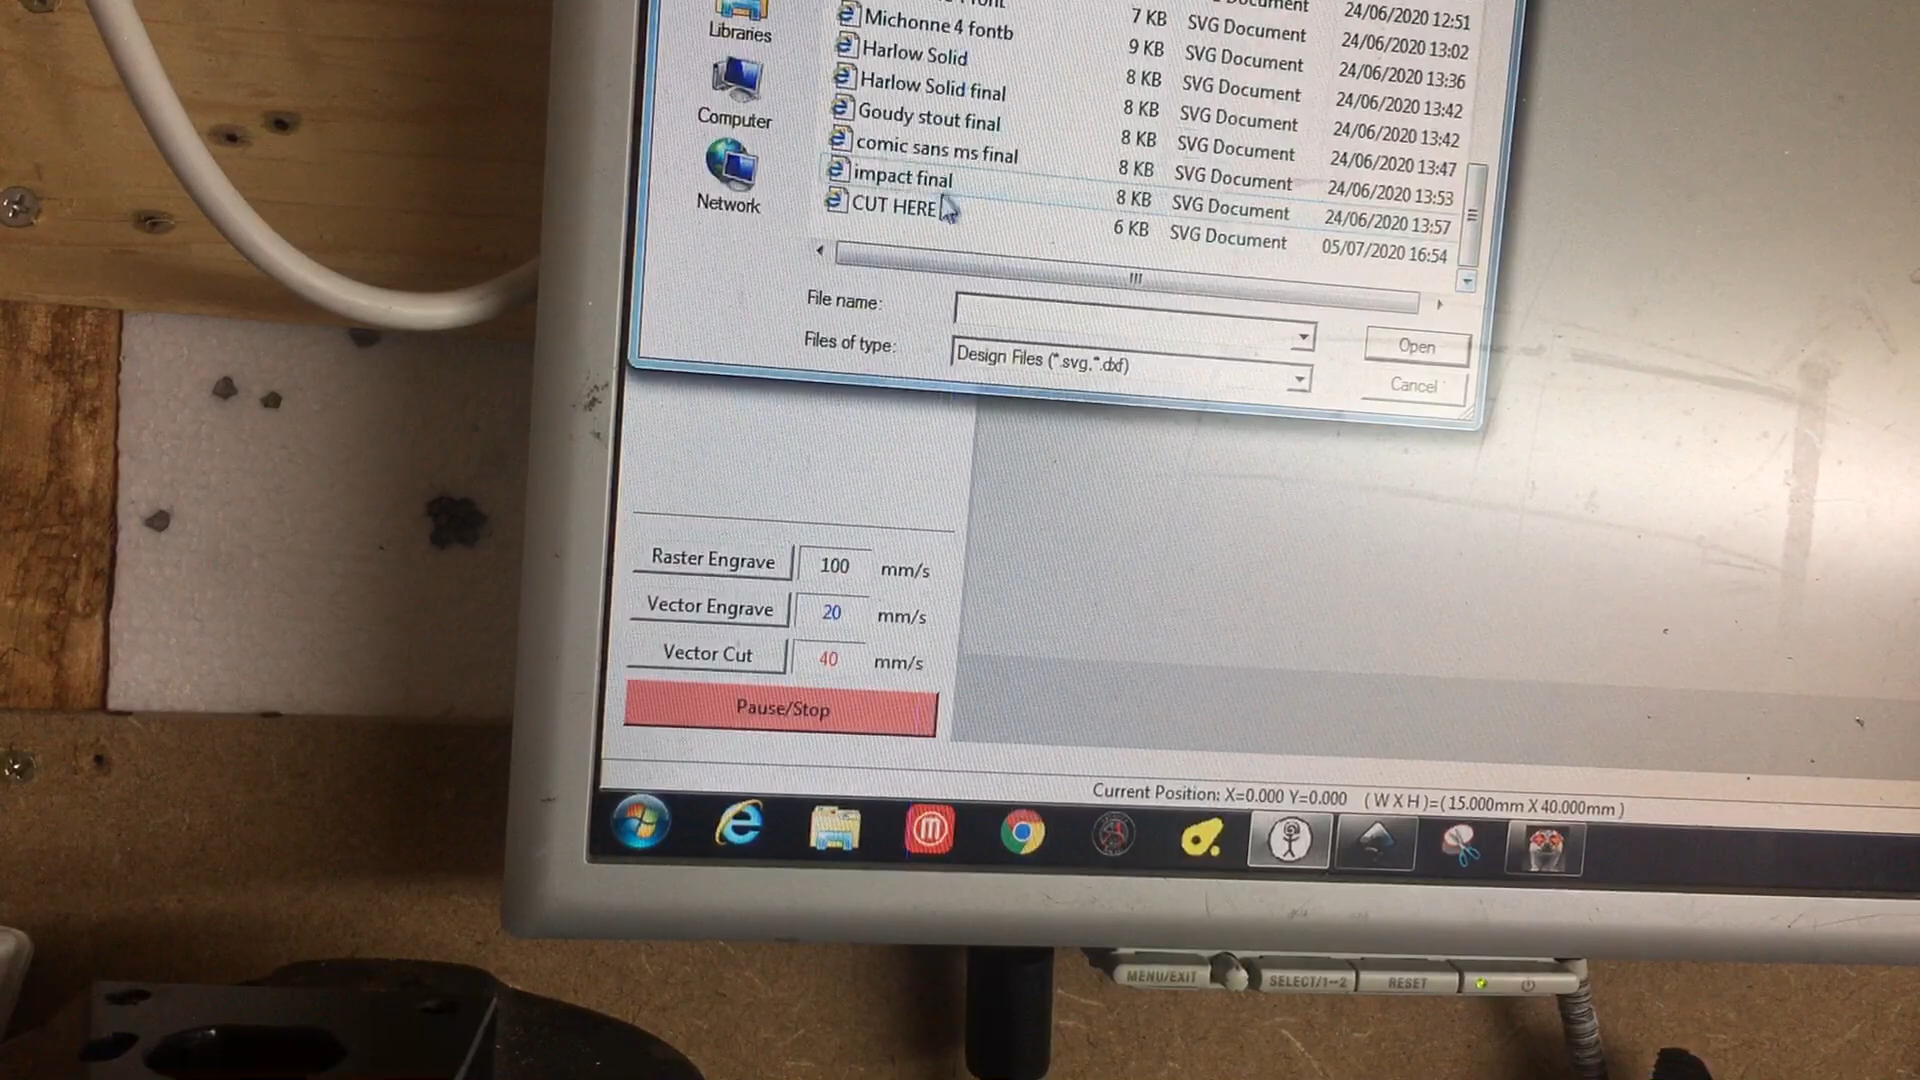 Document 24/06/2020 12:51
7 KB SVG Document 24/06/2020 13:02
Michonne 4 fontb 9 KB SVG Document 24/06/2020 13:36
Harlow Solid 8 KB SVG Document 24/06/2020 13:42
Harlow Solid final 8 KB SVG Document 24/06/2020 13:42
Goudy stout final 8 KB SVG Document 24/06/2020 13:47
comic sans ms final 8 KB SVG Document 24/06/2020 13:53
impact final 8 KB SVG Document 24/06/2020 13:57
CUT HERE 6 KB SVG Document 05/07/2020 16:54
Libraries
Computer
Network
File name:
Open
Files of type: Design Files (*.svg,*.dxf)
Cancel
Raster Engrave 100 mm/s
Vector Engrave 20 mm/s
Vector Cut 40 mm/s
Pause/Stop
Current Position: X=0.000 Y=0.000 ( W X H )=( 15.000mm X 40.000mm )
MENU/EXIT SELECT/1↔2 RESET